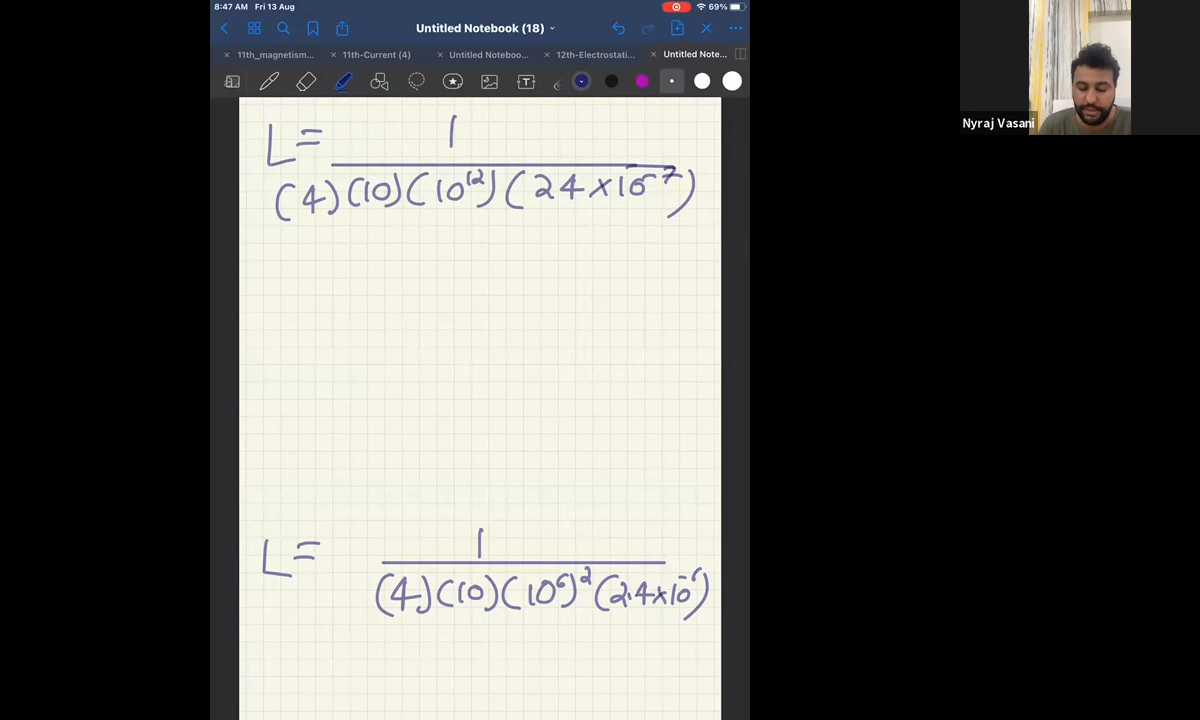 8:47 AM Fri 13 Aug
69%
Untitled Notebook (18)
11th_magnetism...
11th-Current (4)
Untitled Noteboo...
12th-Electrostati...
Untitled Note...
Nyraj Vasani
L = 1
(4)(10)(10¹²)(24×10⁻⁷)
L = 1
(4)(10)(10⁶)²(2.4×10⁻⁶)